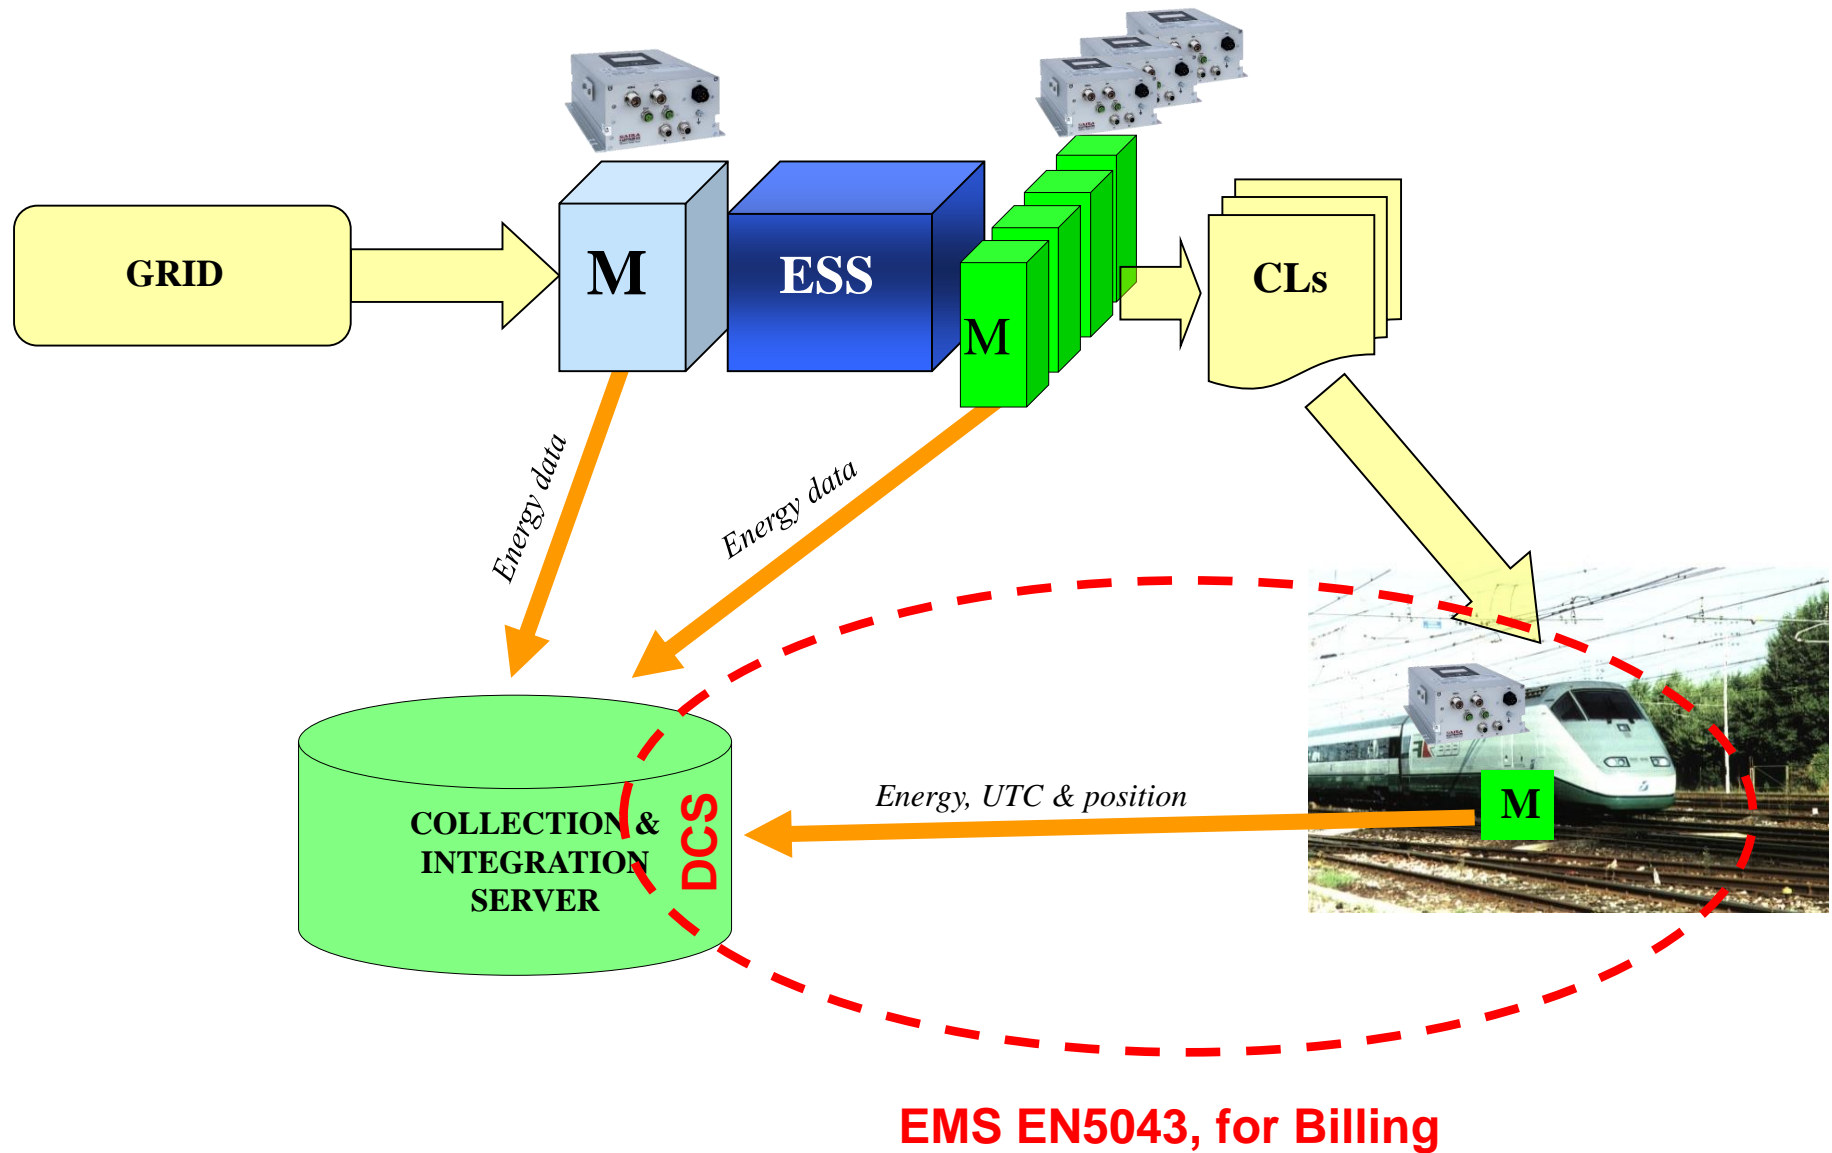 GRID
M
ESS
M
CLs
Energy data
Energy data
Energy, UTC & position
M
COLLECTION &
INTEGRATION
SERVER
DCS
EMS EN5043, for Billing